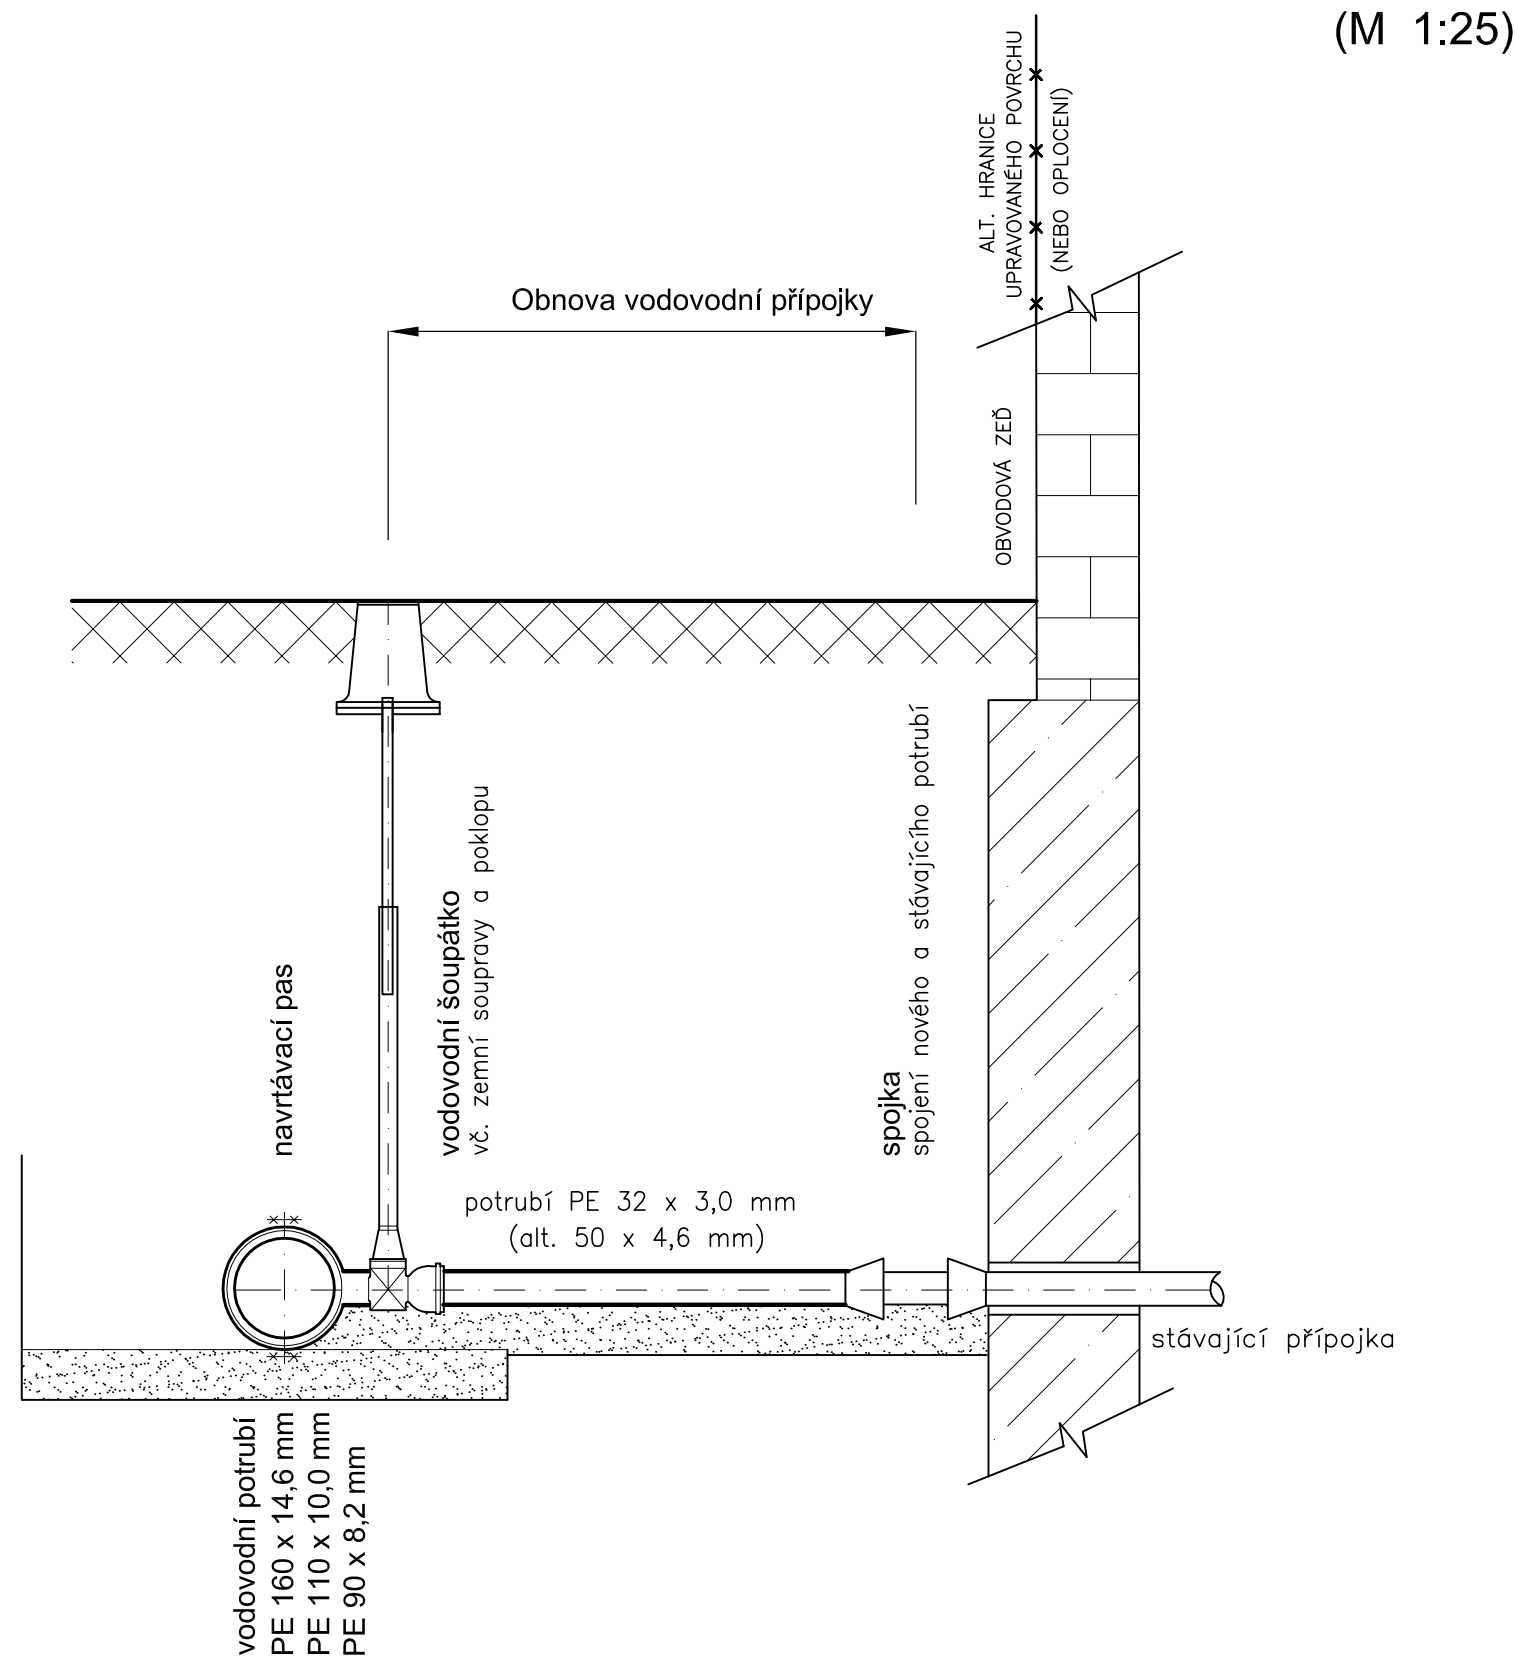 (M 1:25)
ALT. HRANICE
UPRAVOVANÉHO POVRCHU
(NEBO OPLOCENÍ)
Obnova vodovodní přípojky
OBVODOVÁ ZEĎ
navrtávací pas
vodovodní šoupátko
vč. zemní soupravy a poklopu
spojka
spojení nového a stávajícího potrubí
potrubí PE 32 x 3,0 mm
(alt. 50 x 4,6 mm)
stávající přípojka
vodovodní potrubí
PE 160 x 14,6 mm
PE 110 x 10,0 mm
PE 90 x 8,2 mm